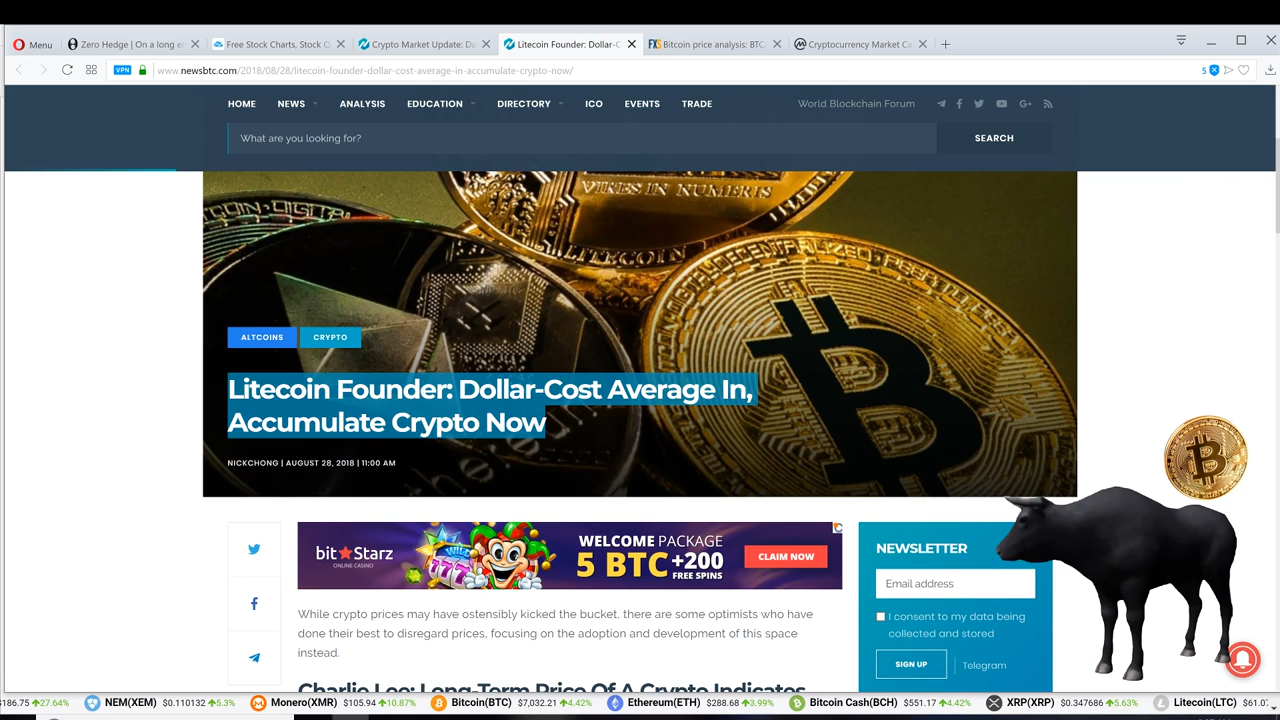 Menu
Zero Hedge | On a long e
Free Stock Charts, Stock Q
Crypto Market Update: Da
Litecoin Founder: Dollar-C
FXS Bitcoin price analysis: BTC
Cryptocurrency Market Ca
VPN
www.newsbtc.com/2018/08/28/litecoin-founder-dollar-cost-average-in-accumulate-crypto-now/
5
HOME
NEWS
ANALYSIS
EDUCATION
DIRECTORY
ICO
EVENTS
TRADE
World Blockchain Forum
What are you looking for?
SEARCH
VIRES IN NUMERIS
ALTCOINS
CRYPTO
Litecoin Founder: Dollar-Cost Average In,
Accumulate Crypto Now
NICKCHONG | AUGUST 28, 2018 | 11:00 AM
bitStarz
ONLINE CASINO
WILD
777
WELCOME PACKAGE
5 BTC +200
FREE SPINS
CLAIM NOW
While crypto prices may have ostensibly kicked the bucket, there are some optimists who have
done their best to disregard prices, focusing on the adoption and development of this space
instead.
Charlie Lee: Long-Term Price Of A Crypto Indicates
NEWSLETTER
Email address
I consent to my data being
collected and stored
SIGN UP
Telegram
$186.75 27.64%
NEM(XEM) $0.110132 5.3%
Monero(XMR) $105.94 10.87%
Bitcoin(BTC) $7,032.21 4.42%
Ethereum(ETH) $288.68 3.99%
Bitcoin Cash(BCH) $551.17 4.42%
XRP(XRP) $0.347686 5.63%
Litecoin(LTC) $61.0